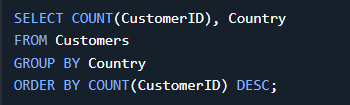 SELECT COUNT(CustomerID), Country
FROM Customers
GROUP BY Country
ORDER BY COUNT(CustomerID) DESC;